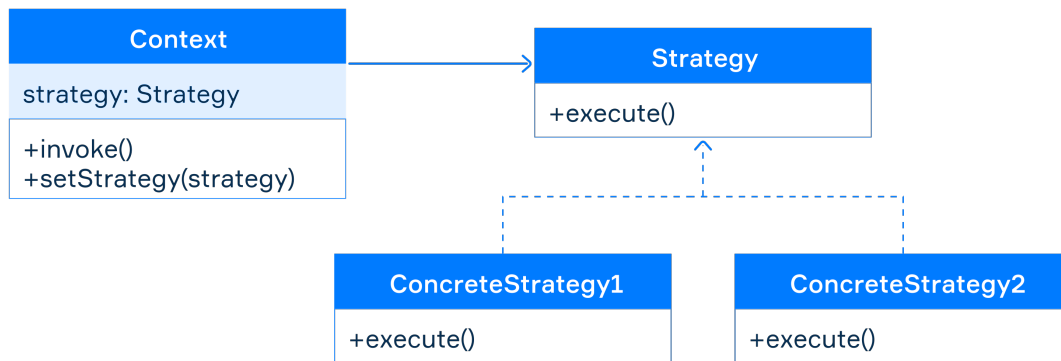 Context
strategy: Strategy
+invoke()
+setStrategy(strategy)
Strategy
+execute()
ConcreteStrategy1
+execute()
ConcreteStrategy2
+execute()